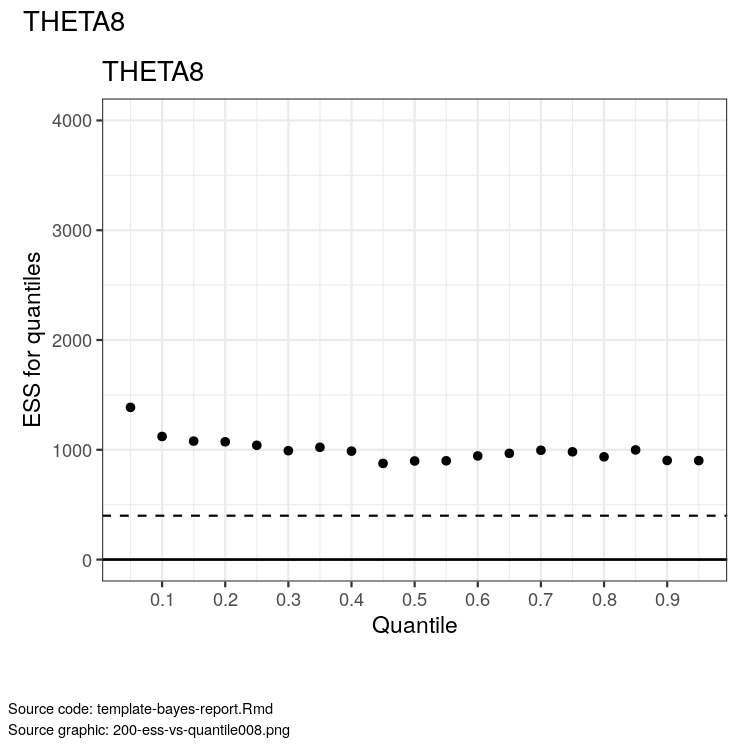 THETA8
THETA8
ESS for quantiles
4000
3000
2000
1000
0
0.1 0.2 0.3 0.4 0.5 0.6 0.7 0.8 0.9
Quantile
Source code: template-bayes-report.Rmd
Source graphic: 200-ess-vs-quantile008.png